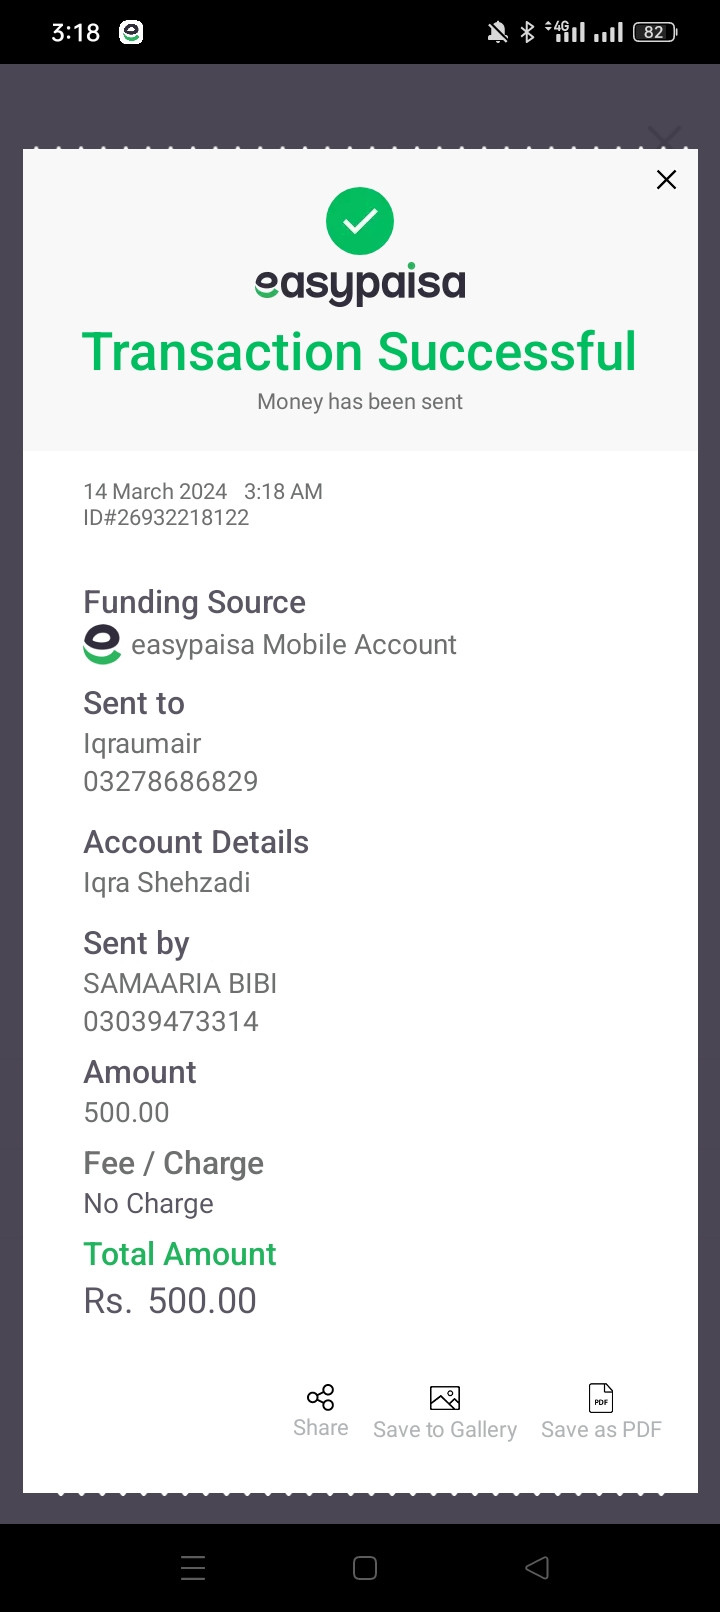 3:18
4G
82
easypaisa
Transaction Successful
Money has been sent
14 March 2024 3:18 AM
ID#26932218122
Funding Source
easypaisa Mobile Account
Sent to
Iqraumair
03278686829
Account Details
Iqra Shehzadi
Sent by
SAMAARIA BIBI
03039473314
Amount
500.00
Fee / Charge
No Charge
Total Amount
Rs. 500.00
PDF
Share
Save to Gallery
Save as PDF